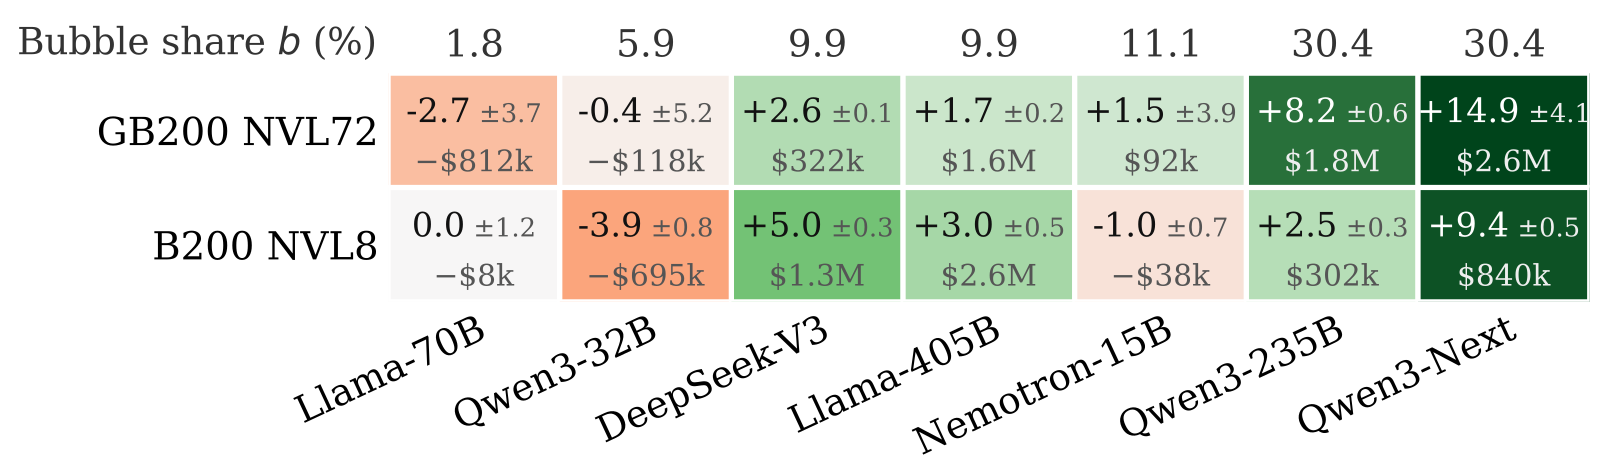 Bubble share b (%) 1.8 5.9 9.9 9.9 11.1 30.4 30.4
GB200 NVL72 -2.7 ±3.7 -0.4 ±5.2 +2.6 ±0.1 +1.7 ±0.2 +1.5 ±3.9 +8.2 ±0.6 +14.9 ±4.1
−$812k −$118k $322k $1.6M $92k $1.8M $2.6M
B200 NVL8 0.0 ±1.2 -3.9 ±0.8 +5.0 ±0.3 +3.0 ±0.5 -1.0 ±0.7 +2.5 ±0.3 +9.4 ±0.5
−$8k −$695k $1.3M $2.6M −$38k $302k $840k
Llama-70B Qwen3-32B DeepSeek-V3 Llama-405B Nemotron-15B Qwen3-235B Qwen3-Next